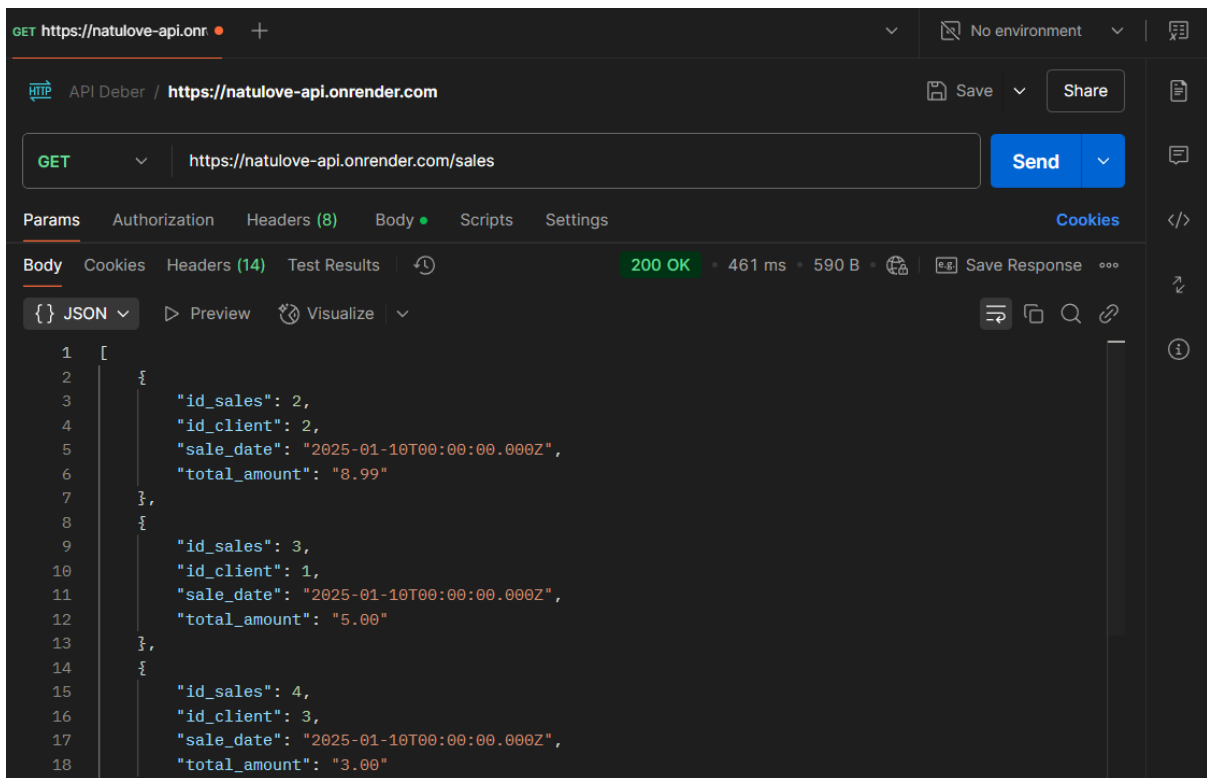 GET https://natulove-api.onr
No environment
HTTP API Deber / https://natulove-api.onrender.com
Save
Share
GET https://natulove-api.onrender.com/sales
Send
Params Authorization Headers (8) Body Scripts Settings Cookies
Body Cookies Headers (14) Test Results 200 OK 461 ms 590 B e.g. Save Response
{} JSON Preview Visualize
1 [
2 {
3 "id_sales": 2,
4 "id_client": 2,
5 "sale_date": "2025-01-10T00:00:00.000Z",
6 "total_amount": "8.99"
7 },
8 {
9 "id_sales": 3,
10 "id_client": 1,
11 "sale_date": "2025-01-10T00:00:00.000Z",
12 "total_amount": "5.00"
13 },
14 {
15 "id_sales": 4,
16 "id_client": 3,
17 "sale_date": "2025-01-10T00:00:00.000Z",
18 "total_amount": "3.00"